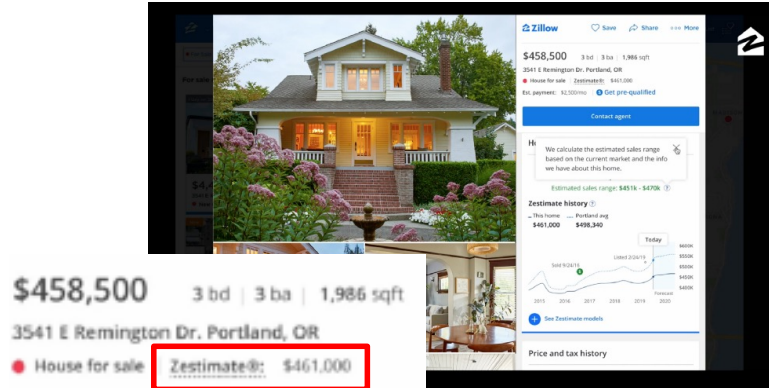 Zillow
Save
Share
More
$458,500 3 bd | 3 ba | 1,986 sqft
3541 E Remington Dr. Portland, OR
House for sale Zestimate®: $461,000
Est. payment: $2,500/mo Get pre-qualified
Contact agent
We calculate the estimated sales range
based on the current market and the info
we have about this home.
Estimated sales range: $451k - $470k
Zestimate history
This home Portland avg
$461,000 $498,340
Today
Sold 9/24/15
Listed 2/24/19
$600K
$550K
$500K
$450K
$400K
Forecast
2015 2016 2017 2018 2019 2020
See Zestimate models
Price and tax history
$458,500 3 bd | 3 ba | 1,986 sqft
3541 E Remington Dr. Portland, OR
House for sale Zestimate®: $461,000